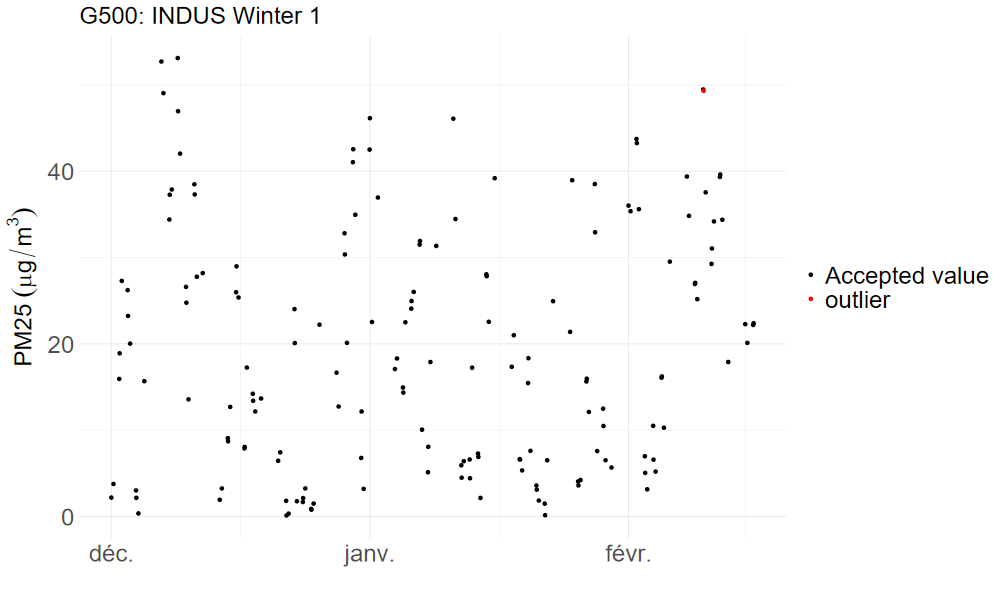 G500: INDUS Winter 1
PM25 (μg/m³)
40
20
0
déc.
janv.
févr.
Accepted value
outlier